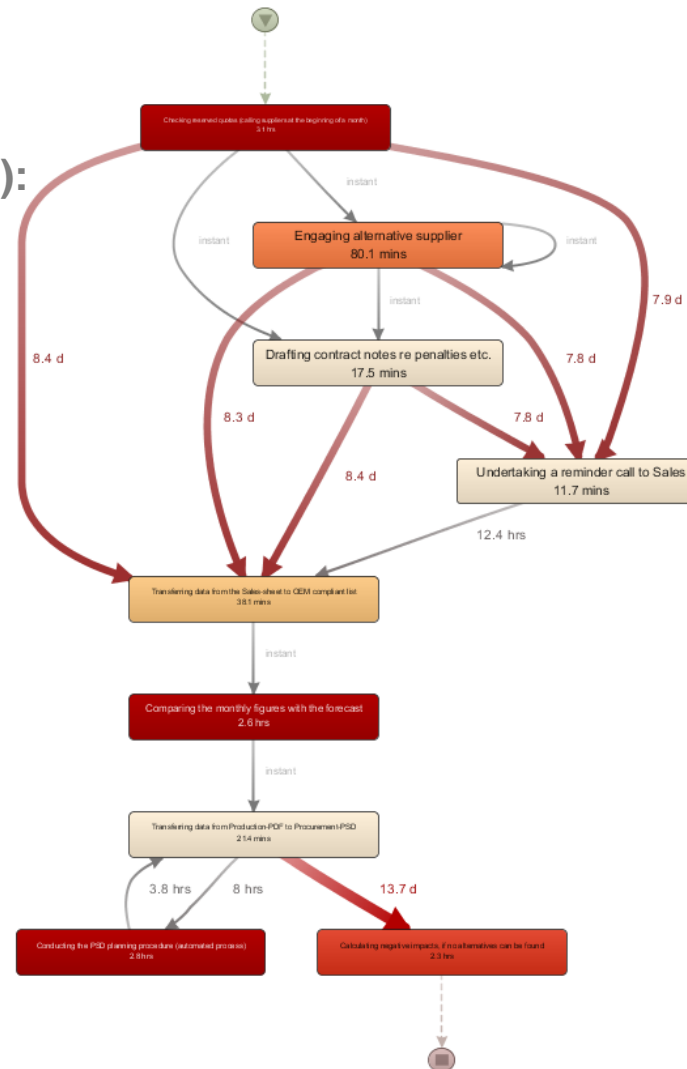 Checking reserved quotas (calling suppliers at the beginning of a month)
3.1 hrs
):
instant
Engaging alternative supplier
80.1 mins
instant
instant
instant
7.9 d
Drafting contract notes re penalties etc.
17.5 mins
8.4 d
7.8 d
8.3 d
7.8 d
8.4 d
Undertaking a reminder call to Sales
11.7 mins
12.4 hrs
Transferring data from the Sales-sheet to OEM compliant list
38.1 mins
instant
Comparing the monthly figures with the forecast
2.6 hrs
instant
Transferring data from Production-PDF to Procurement-PSD
21.4 mins
3.8 hrs
8 hrs
13.7 d
Conducting the PSD planning procedure (automated process)
2.8 hrs
Calculating negative impacts, if no alternatives can be found
2.3 hrs